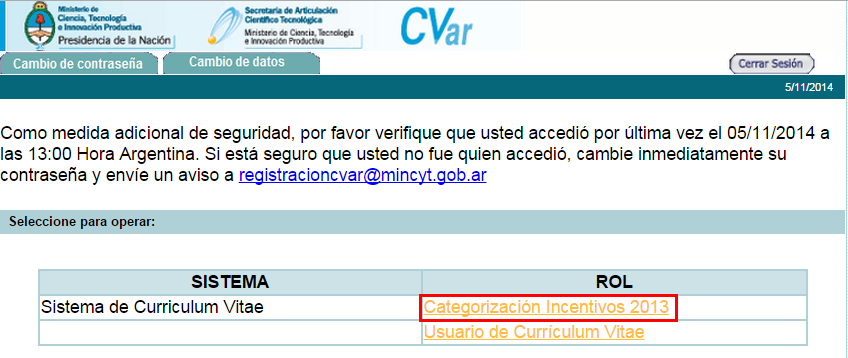 Ministerio de
Ciencia, Tecnología
e Innovación Productiva
Presidencia de la Nación
Secretaría de Articulación
Científico Tecnológica
Ministerio de Ciencia, Tecnología
e Innovación Productiva
CVar
Cambio de contraseña
Cambio de datos
Cerrar Sesión
5/11/2014
Como medida adicional de seguridad, por favor verifique que usted accedió por última vez el 05/11/2014 a
las 13:00 Hora Argentina. Si está seguro que usted no fue quien accedió, cambie inmediatamente su
contraseña y envíe un aviso a registracioncvar@mincyt.gob.ar
Seleccione para operar:
SISTEMA ROL
Sistema de Curriculum Vitae Categorización Incentivos 2013
Usuario de Currículum Vitae